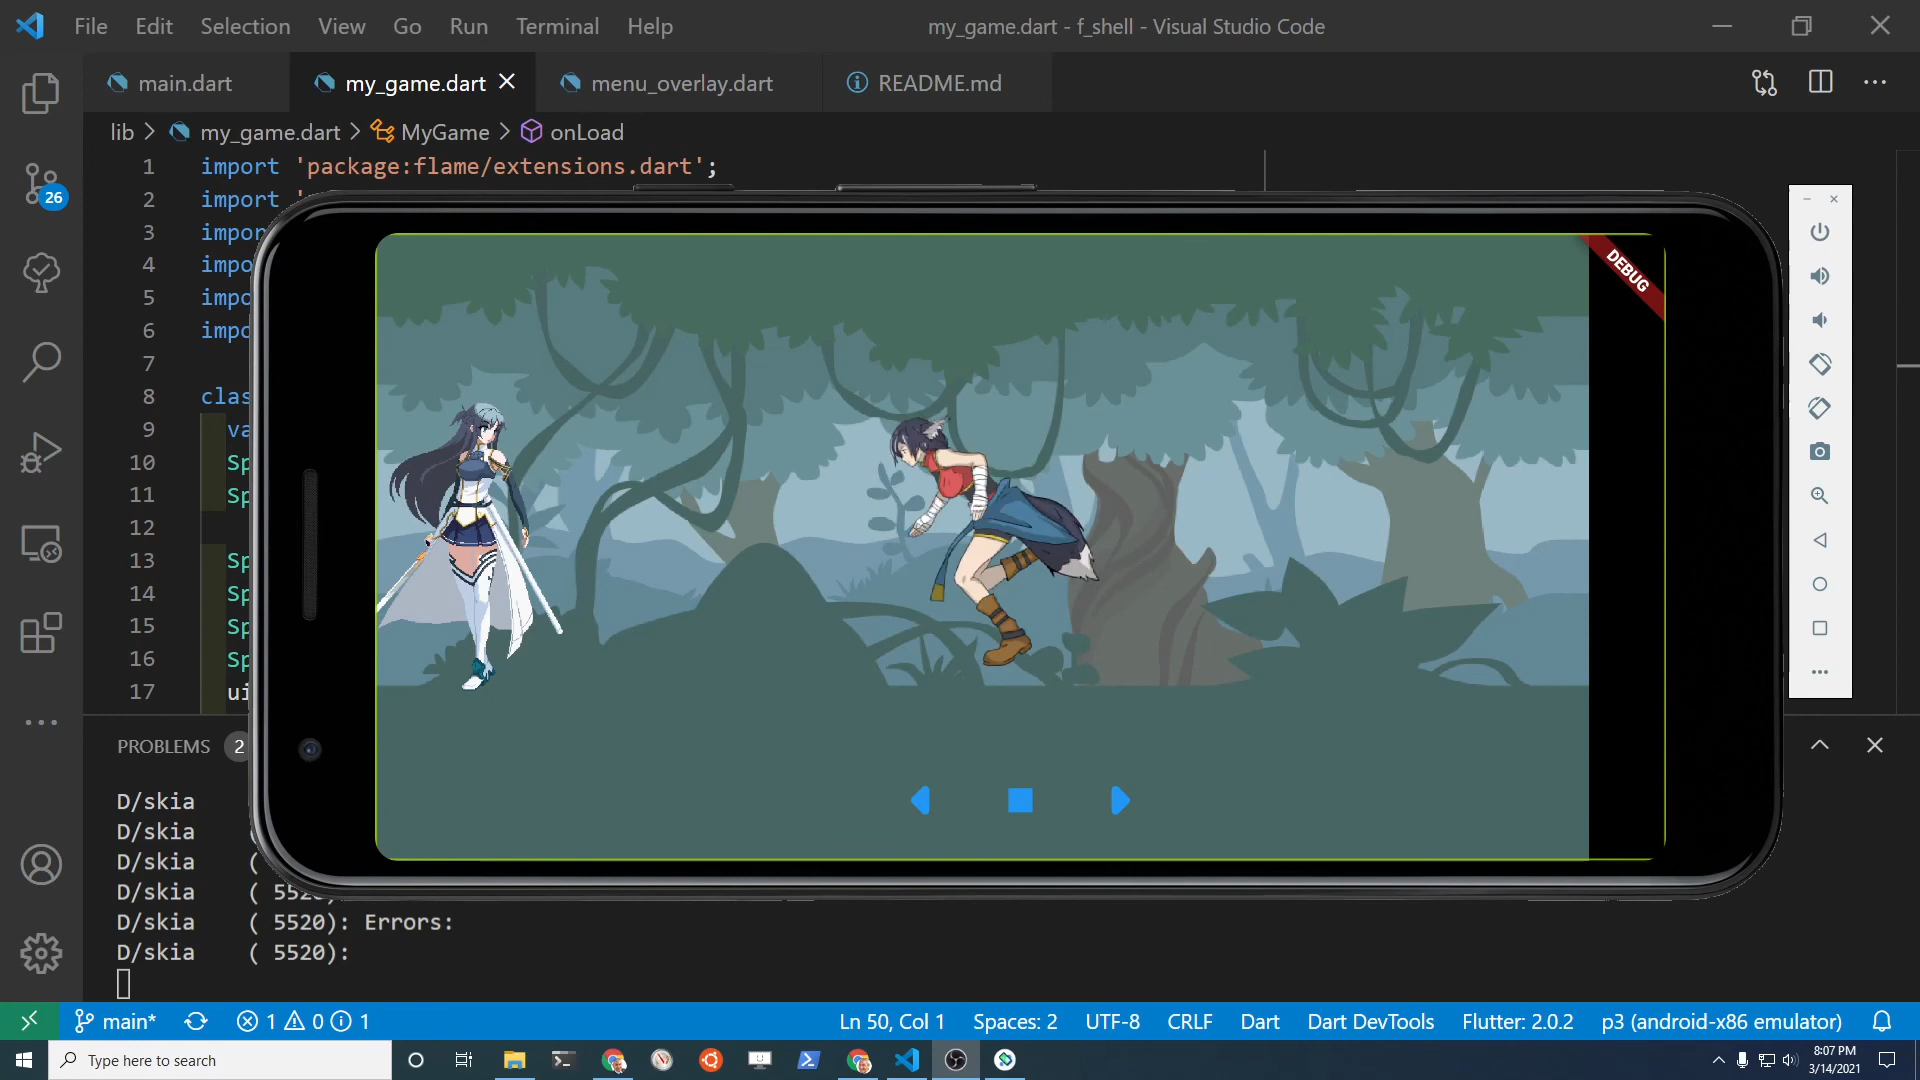 File Edit Selection View Go Run Terminal Help my_game.dart - f_shell - Visual Studio Code
main.dart my_game.dart menu_overlay.dart README.md
lib my_game.dart MyGame onLoad
1 import 'package:flame/extensions.dart';
2 import '
3 impor
4 impo
5 impo
6 impo
7
8 clas
9 va
10 Sp
11 Sp
12
13 Sp
14 Sp
15 Sp
16 Sp
17 ui
26
DEBUG
PROBLEMS 2
D/skia
D/skia (
D/skia (
D/skia ( 552
D/skia ( 5520): Errors:
D/skia ( 5520):
main* 1 0 1 Ln 50, Col 1 Spaces: 2 UTF-8 CRLF Dart Dart DevTools Flutter: 2.0.2 p3 (android-x86 emulator)
Type here to search 8:07 PM
3/14/2021